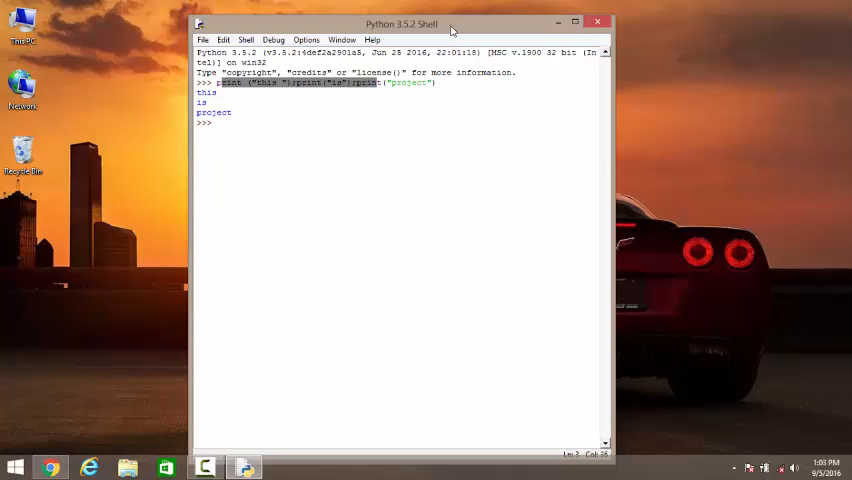 This PC
Network
Recycle Bin
Python 3.5.2 Shell
File Edit Shell Debug Options Window Help
Python 3.5.2 (v3.5.2:4def2a2901a5, Jun 25 2016, 22:01:18) [MSC v.1900 32 bit (In
tel)] on win32
Type "copyright", "credits" or "license()" for more information.
>>> print ("this ");print("is");print("project")
this
is
project
>>>
Ln: 3 Col: 36
1:03 PM
9/5/2016